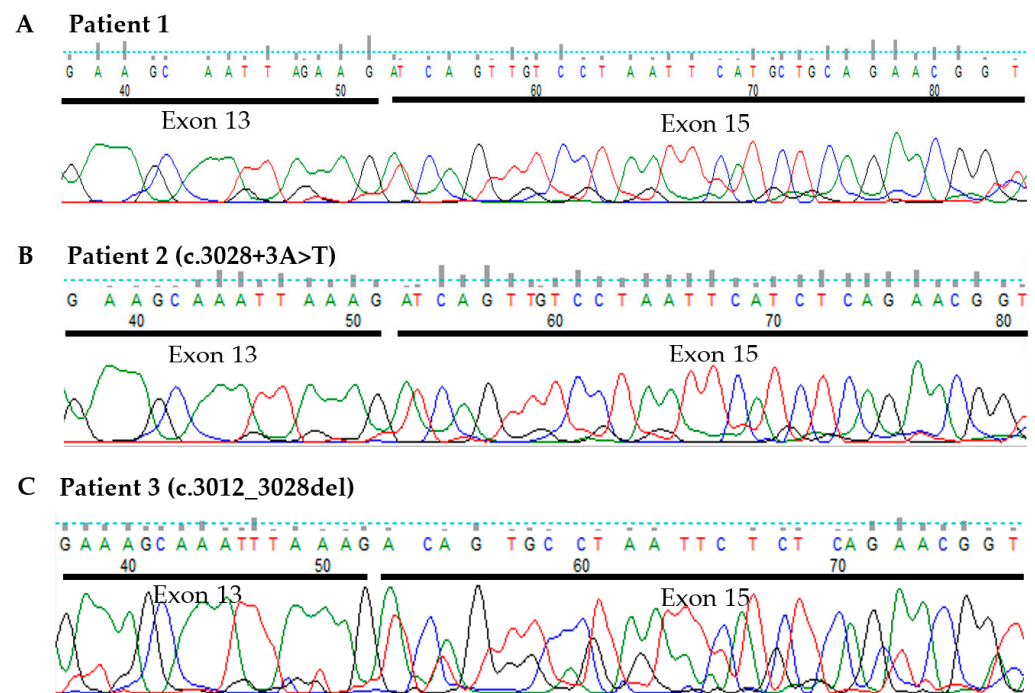 A Patient 1
G A A G C A A T T A G A A G A T C A G T T G T C C T A A T T C A T G C T G C A G A A C G G T
40 50 60 70 80
Exon 13 Exon 15
B Patient 2 (c.3028+3A>T)
G A A G C A A A T T A A A G A T C A G T T G T C C T A A T T C A T C T C A G A A C G G T
40 50 60 70 80
Exon 13 Exon 15
C Patient 3 (c.3012_3028del)
G A A A G C A A A T T T A A A G A C A G T G C C T A A T T C T C T C A G A A C G G T
40 50 60 70
Exon 13 Exon 15